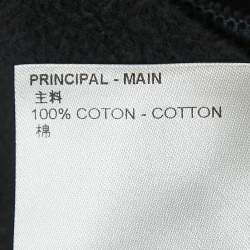 PRINCIPAL - MAIN
主料
100% COTON - COTTON
棉